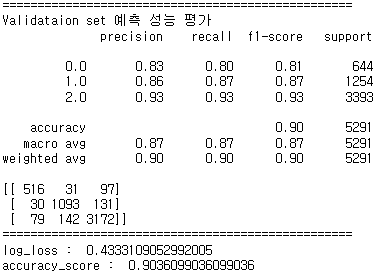 ==================================================
Validataion set 예측 성능 평가
precision recall f1-score support
0.0 0.83 0.80 0.81 644
1.0 0.86 0.87 0.87 1254
2.0 0.93 0.93 0.93 3393
accuracy 0.90 5291
macro avg 0.87 0.87 0.87 5291
weighted avg 0.90 0.90 0.90 5291
[[ 516 31 97]
[ 30 1093 131]
[ 79 142 3172]]
==================================================
log_loss : 0.4333109052992005
accuracy_score : 0.9036099036099036